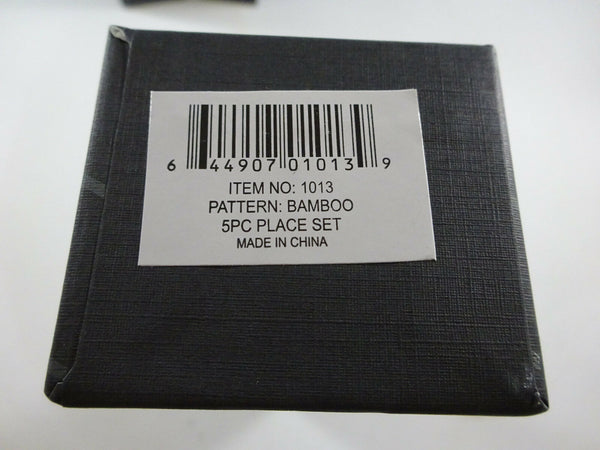 6 44907 01013 9
ITEM NO: 1013
PATTERN: BAMBOO
5PC PLACE SET
MADE IN CHINA